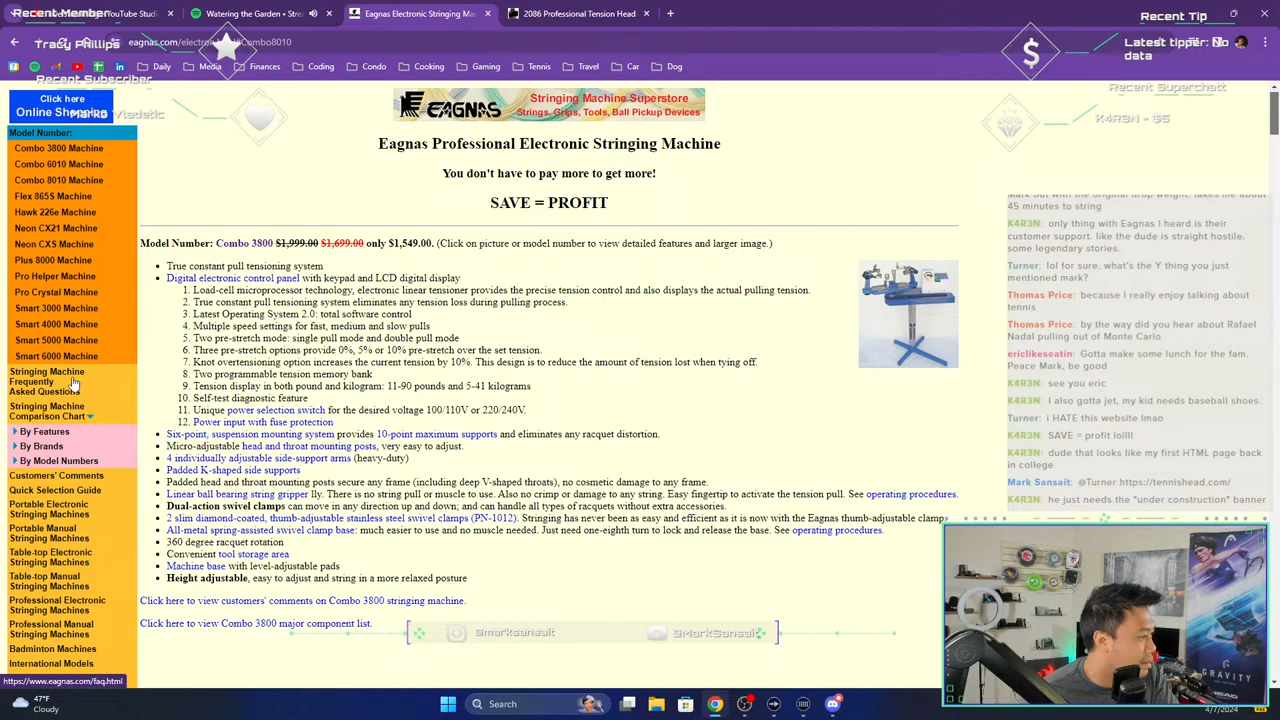 Recent Member
YouTube Studio
Watering the Co
Eagnas Electronic Stringing Ma
2086 Professional Tension Head
Recent Tip
Tracy Phillips
eagnas.com/electron
Combo8010
Latest tipper: No
data
Daily
Media
Finances
Coding
Condo
Cooking
Gaming
Tennis
Travel
Car
Dog
Recent Subscriber
Recent Superchatt
K4R3N - $5
Click here
Online Shopping
Mark Vladetic
EAGNAS
Stringing Machine Superstore
Strings, Grips, Tools, Ball Pickup Devices
Model Number:
Combo 3800 Machine
Combo 6010 Machine
Combo 8010 Machine
Flex 865S Machine
Hawk 226e Machine
Neon CX21 Machine
Neon CXS Machine
Plus 8000 Machine
Pro Helper Machine
Pro Crystal Machine
Smart 3000 Machine
Smart 4000 Machine
Smart 5000 Machine
Smart 6000 Machine
Stringing Machine
Frequently
Asked Questions
Stringing Machine
Comparison Chart
By Features
By Brands
By Model Numbers
Customers' Comments
Quick Selection Guide
Portable Electronic
Stringing Machines
Portable Manual
Stringing Machines
Table-top Electronic
Stringing Machines
Table-top Manual
Stringing Machines
Professional Electronic
Stringing Machines
Professional Manual
Stringing Machines
Badminton Machines
International Models
https://www.eagnas.com/faq.html
Eagnas Professional Electronic Stringing Machine
You don't have to pay more to get more!
SAVE = PROFIT
Model Number: Combo 3800 $1,999.00 $1,699.00 only $1,549.00. (Click on picture or model number to view detailed features and larger image.)
True constant pull tensioning system
Digital electronic control panel with keypad and LCD digital display
1. Load-cell microprocessor technology, electronic linear tensioner provides the precise tension control and also displays the actual pulling tension.
2. True constant pull tensioning system eliminates any tension loss during pulling process.
3. Latest Operating System 2.0: total software control
4. Multiple speed settings for fast, medium and slow pulls
5. Two pre-stretch mode: single pull mode and double pull mode
6. Three pre-stretch options provide 0%, 5% or 10% pre-stretch over the set tension.
7. Knot overtensioning option increases the current tension by 10%. This design is to reduce the amount of tension lost when tying off.
8. Two programmable tension memory bank
9. Tension display in both pound and kilogram: 11-90 pounds and 5-41 kilograms
10. Self-test diagnostic feature
11. Unique power selection switch for the desired voltage 100/110V or 220/240V.
12. Power input with fuse protection
Six-point, suspension mounting system provides 10-point maximum supports and eliminates any racquet distortion.
Micro-adjustable head and throat mounting posts, very easy to adjust.
4 individually adjustable side-support arms (heavy-duty)
Padded K-shaped side supports
Padded head and throat mounting posts secure any frame (including deep V-shaped throats), no cosmetic damage to any frame.
Linear ball bearing string gripper lly. There is no string pull or muscle to use. Also no crimp or damage to any string. Easy fingertip to activate the tension pull. See operating procedures.
Dual-action swivel clamps can move in any direction up and down; and can handle all types of racquets without extra accessories.
2 slim diamond-coated, thumb-adjustable stainless steel swivel clamps (PN-1012). Stringing has never been as easy and efficient as it is now with the Eagnas thumb-adjustable clamp
All-metal spring-assisted swivel clamp base: much easier to use and no muscle needed. Just need one-eighth turn to lock and release the base. See operating procedures.
360 degree racquet rotation
Convenient tool storage area
Machine base with level-adjustable pads
Height adjustable, easy to adjust and string in a more relaxed posture
Click here to view customers' comments on Combo 3800 stringing machine.
Click here to view Combo 3800 major component list.
@marksansait
@MarkSansait
Mark but with the original drop weight. takes me about
45 minutes to string
K4R3N: only thing with Eagnas I heard is their
customer support. like the dude is straight hostile.
some legendary stories.
Turner: lol for sure. what's the Y thing you just
mentioned mark?
Thomas Price: because I really enjoy talking about
tennis
Thomas Price: by the way did you hear about Rafael
Nadal pulling out of Monte Carlo
ericlikeseatin: Gotta make some lunch for the fam.
Peace Mark, be good
K4R3N: see you eric
K4R3N: I also gotta jet, my kid needs baseball shoes.
Turner: i HATE this website lmao
K4R3N: SAVE = profit lollll
K4R3N: dude that looks like my first HTML page back
in college
Mark Sansait: @Turner https://tennishead.com/
K4R3N: he just needs the "under construction" banner
GRAVITY
HEAD
47°F
Cloudy
Search
4/7/2024